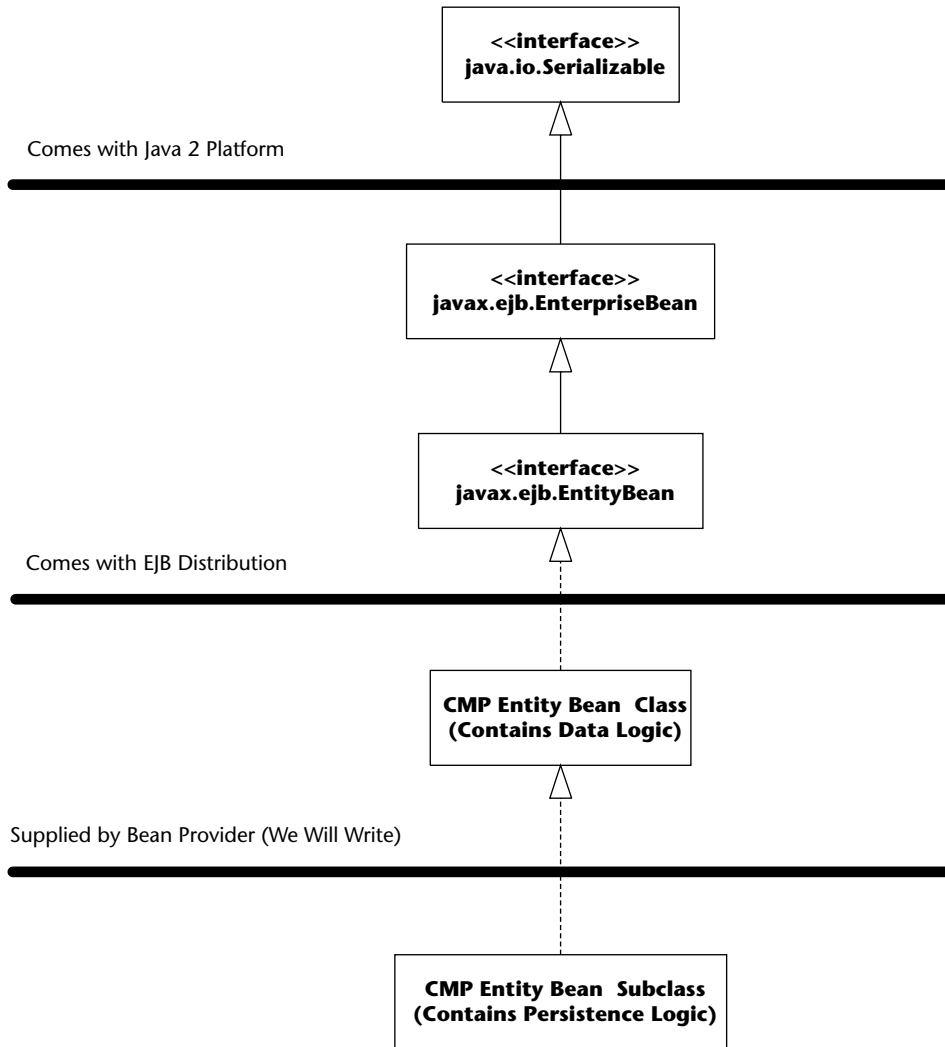 <<interface>>
java.io.Serializable
Comes with Java 2 Platform
<<interface>>
javax.ejb.EnterpriseBean
<<interface>>
javax.ejb.EntityBean
Comes with EJB Distribution
CMP Entity Bean Class
(Contains Data Logic)
Supplied by Bean Provider (We Will Write)
CMP Entity Bean Subclass
(Contains Persistence Logic)